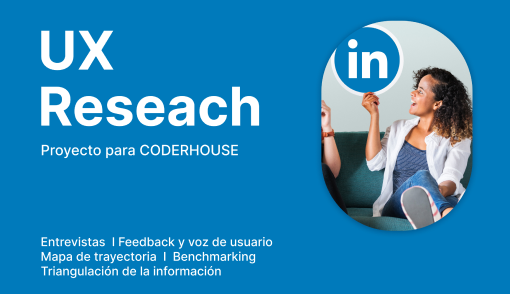 UX
Reseach
Proyecto para CODERHOUSE
in
Entrevistas I Feedback y voz de usuario
Mapa de trayectoria I Benchmarking
Triangulación de la información